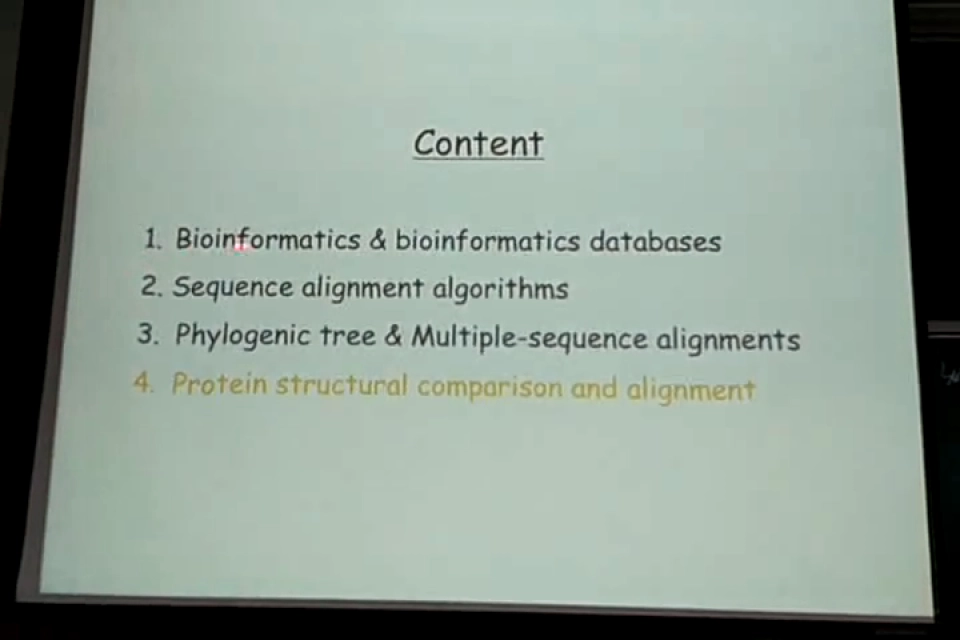 Content
1. Bioinformatics & bioinformatics databases
2. Sequence alignment algorithms
3. Phylogenic tree & Multiple-sequence alignments
4. Protein structural comparison and alignment